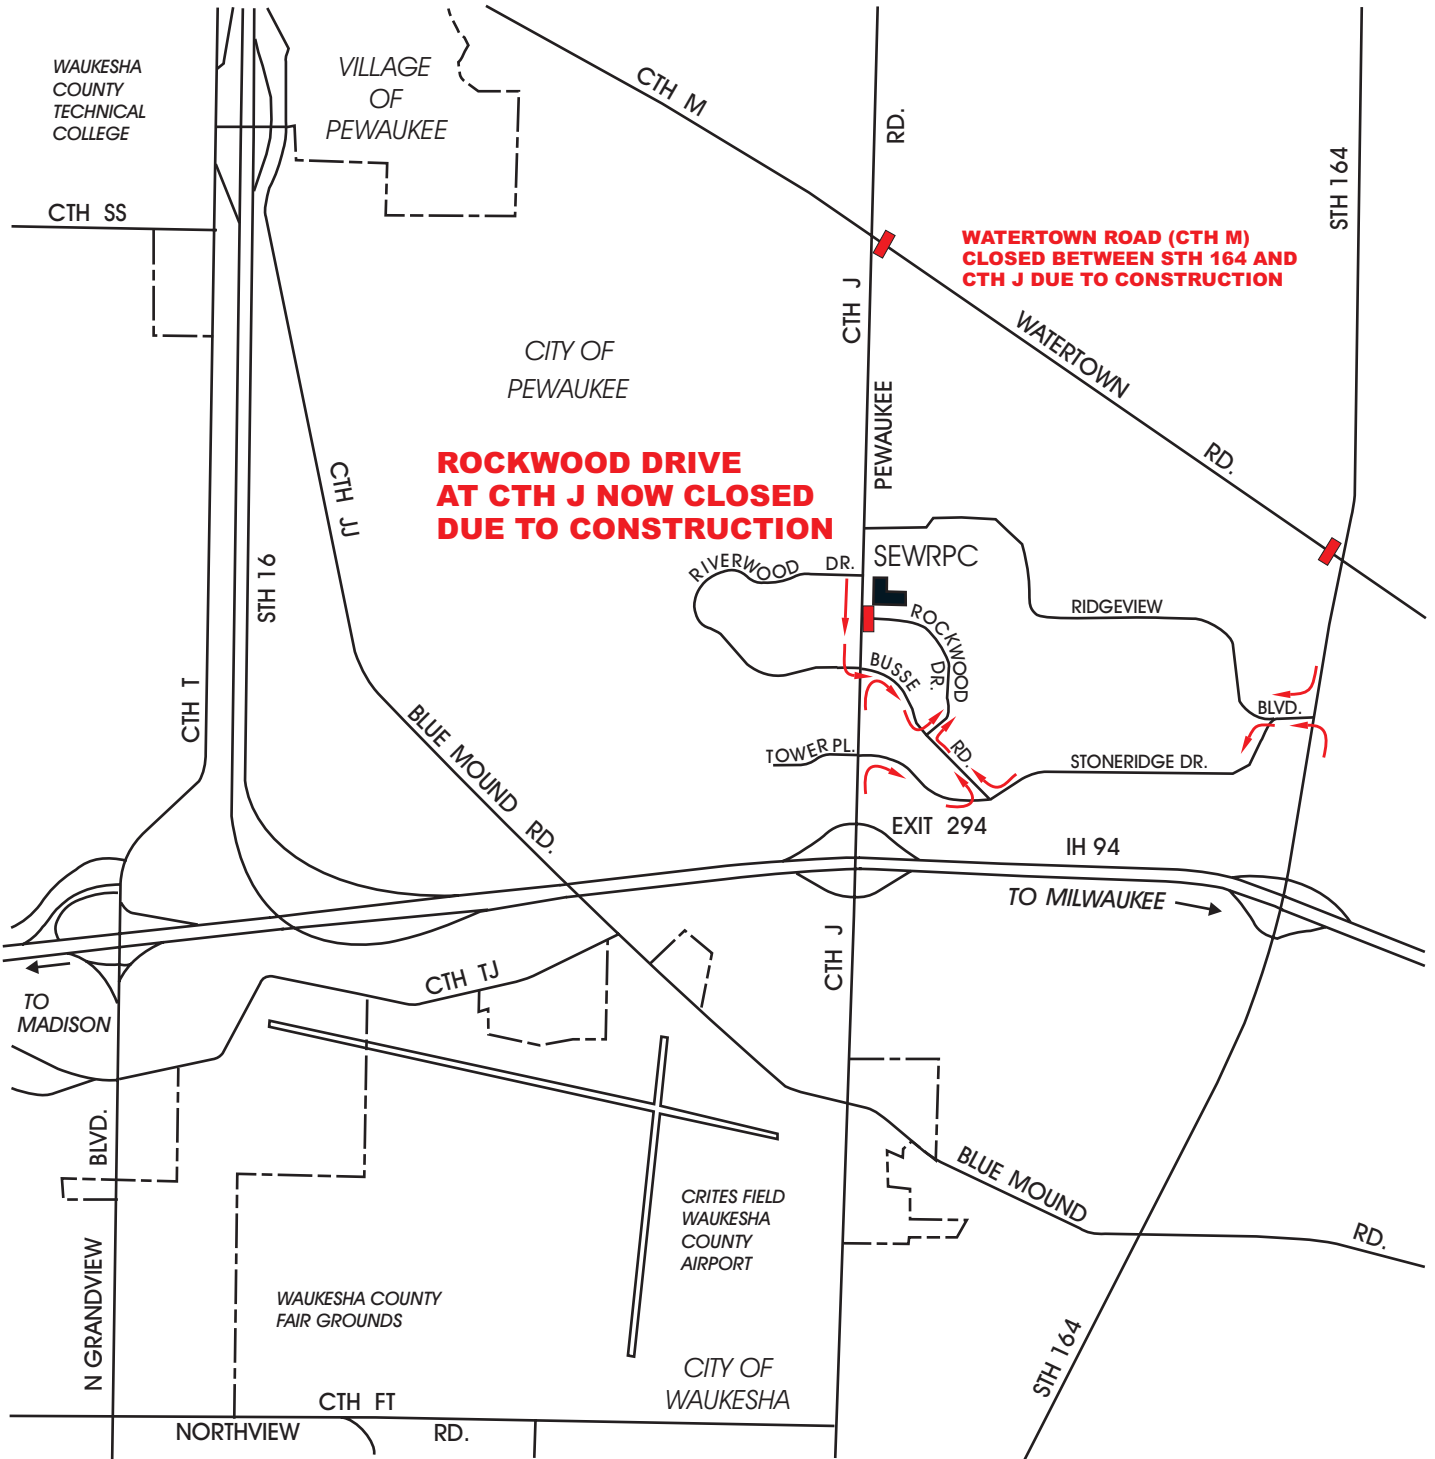 WAUKESHA
COUNTY
TECHNICAL
COLLEGE
VILLAGE
OF
PEWAUKEE
CTH M
RD.
STH 164
CTH SS
WATERTOWN ROAD (CTH M)
CLOSED BETWEEN STH 164 AND
CTH J DUE TO CONSTRUCTION
CTH J
WATERTOWN
RD.
CITY OF
PEWAUKEE
PEWAUKEE
ROCKWOOD DRIVE
AT CTH J NOW CLOSED
DUE TO CONSTRUCTION
CTH JJ
STH 16
RIVERWOOD DR.
SEWRPC
ROCKWOOD
DR.
RIDGEVIEW
BLVD.
BUSSE
RD.
CTH T
BLUE MOUND RD.
TOWER PL.
STONERIDGE DR.
EXIT 294
IH 94
TO MILWAUKEE
CTH J
CTH TJ
TO
MADISON
BLVD.
N GRANDVIEW
BLUE MOUND
RD.
CRITES FIELD
WAUKESHA
COUNTY
AIRPORT
WAUKESHA COUNTY
FAIR GROUNDS
CITY OF
WAUKESHA
STH 164
CTH FT
NORTHVIEW RD.